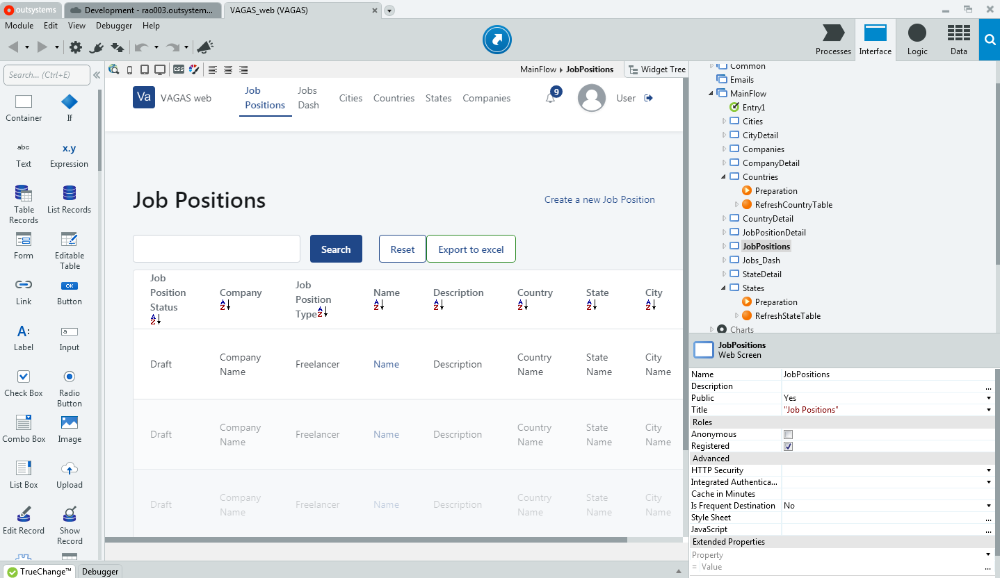 outsystems
Development - rao003.outsystem...
VAGAS_web (VAGAS)
Module Edit View Debugger Help
Processes Interface Logic Data
Search... (Ctrl+E)
CSS
MainFlow JobPositions
Widget Tree
Container
If
abc
Text
x.y
Expression
Table Records
List Records
Form
Editable Table
Link
OK
Button
A:
Label
a
Input
Check Box
Radio Button
Combo Box
Image
List Box
Upload
Edit Record
Show Record
Va VAGAS web
Job Positions
Jobs Dash
Cities
Countries
States
Companies
9
User
Job Positions
Create a new Job Position
Search Reset Export to excel
Job Position Status
Company
Job Position Type
Name
Description
Country
State
City
Draft Company Name Freelancer Name Description Country Name State Name City Name
Draft Company Name Freelancer Name Description Country Name State Name City Name
Draft Company Name Freelancer Name Description Country Name State Name City Name
Common
Emails
MainFlow
Entry1
Cities
CityDetail
Companies
CompanyDetail
Countries
Preparation
RefreshCountryTable
CountryDetail
JobPositionDetail
JobPositions
Jobs_Dash
StateDetail
States
Preparation
RefreshStateTable
Charts
JobPositions
Web Screen
Name JobPositions
Description ...
Public Yes
Title "Job Positions"
Roles
Anonymous
Registered
Advanced
HTTP Security
Integrated Authentica...
Cache in Minutes
Is Frequent Destination No
Style Sheet ...
JavaScript ...
Extended Properties
Property
= Value ...
TrueChange™ Debugger